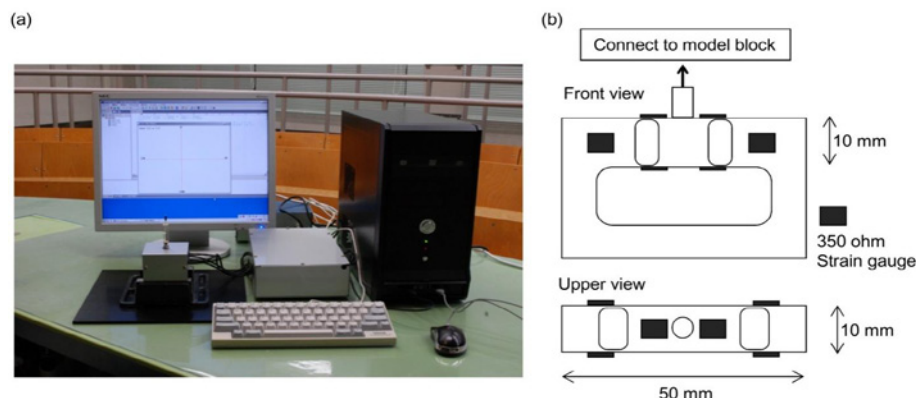 (a)
(b)
Connect to model block
Front view
10 mm
350 ohm
Strain gauge
Upper view
10 mm
50 mm